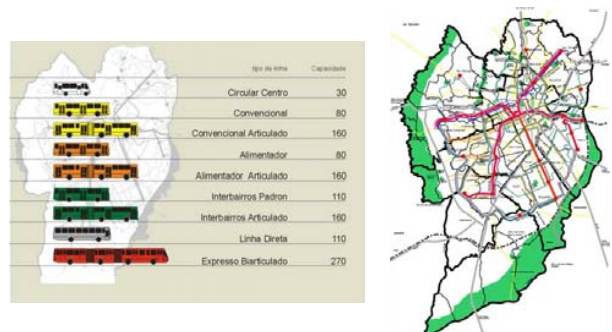 tipo de linha Capacidade
Circular Centro 30
Convencional 80
Convencional Articulado 160
Alimentador 80
Alimentador Articulado 160
Interbairros Padron 110
Interbairros Articulado 160
Linha Direta 110
Expresso Biarticulado 270